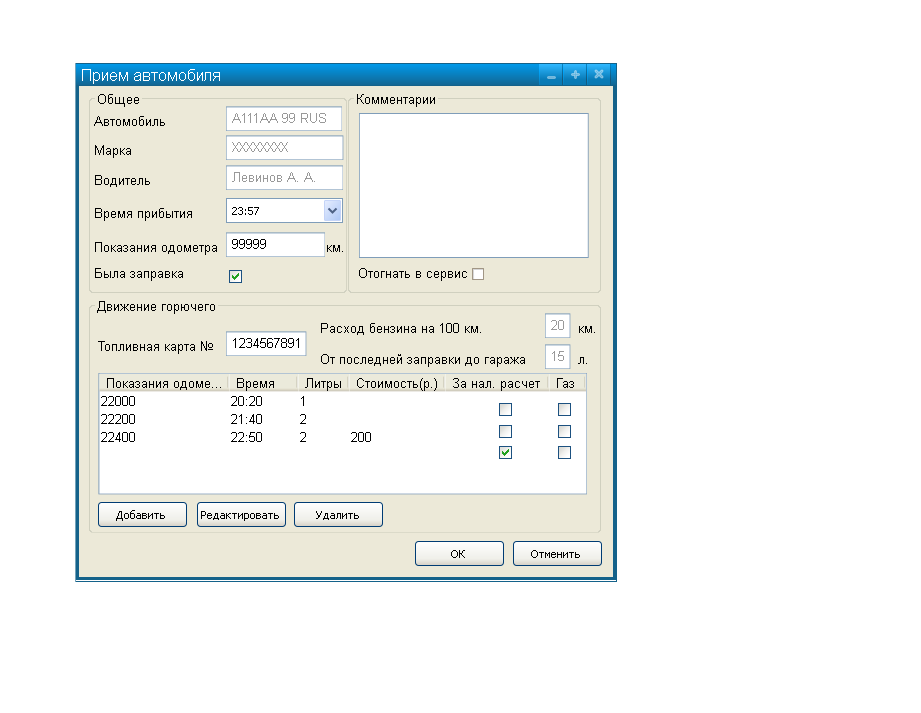 Прием автомобиля
Общее
Автомобиль A111AA 99 RUS
Марка XXXXXXXX
Водитель Левинов А. А.
Время прибытия 23:57
Показания одометра 99999 км.
Была заправка
Комментарии
Отогнать в сервис
Движение горючего
Топливная карта № 1234567891
Расход бензина на 100 км. 20 км.
От последней заправки до гаража 15 л.
Показания одоме... Время Литры Стоимость(р.) За нал. расчет Газ
22000 20:20 1
22200 21:40 2
22400 22:50 2 200
Добавить Редактировать Удалить
ОК Отменить